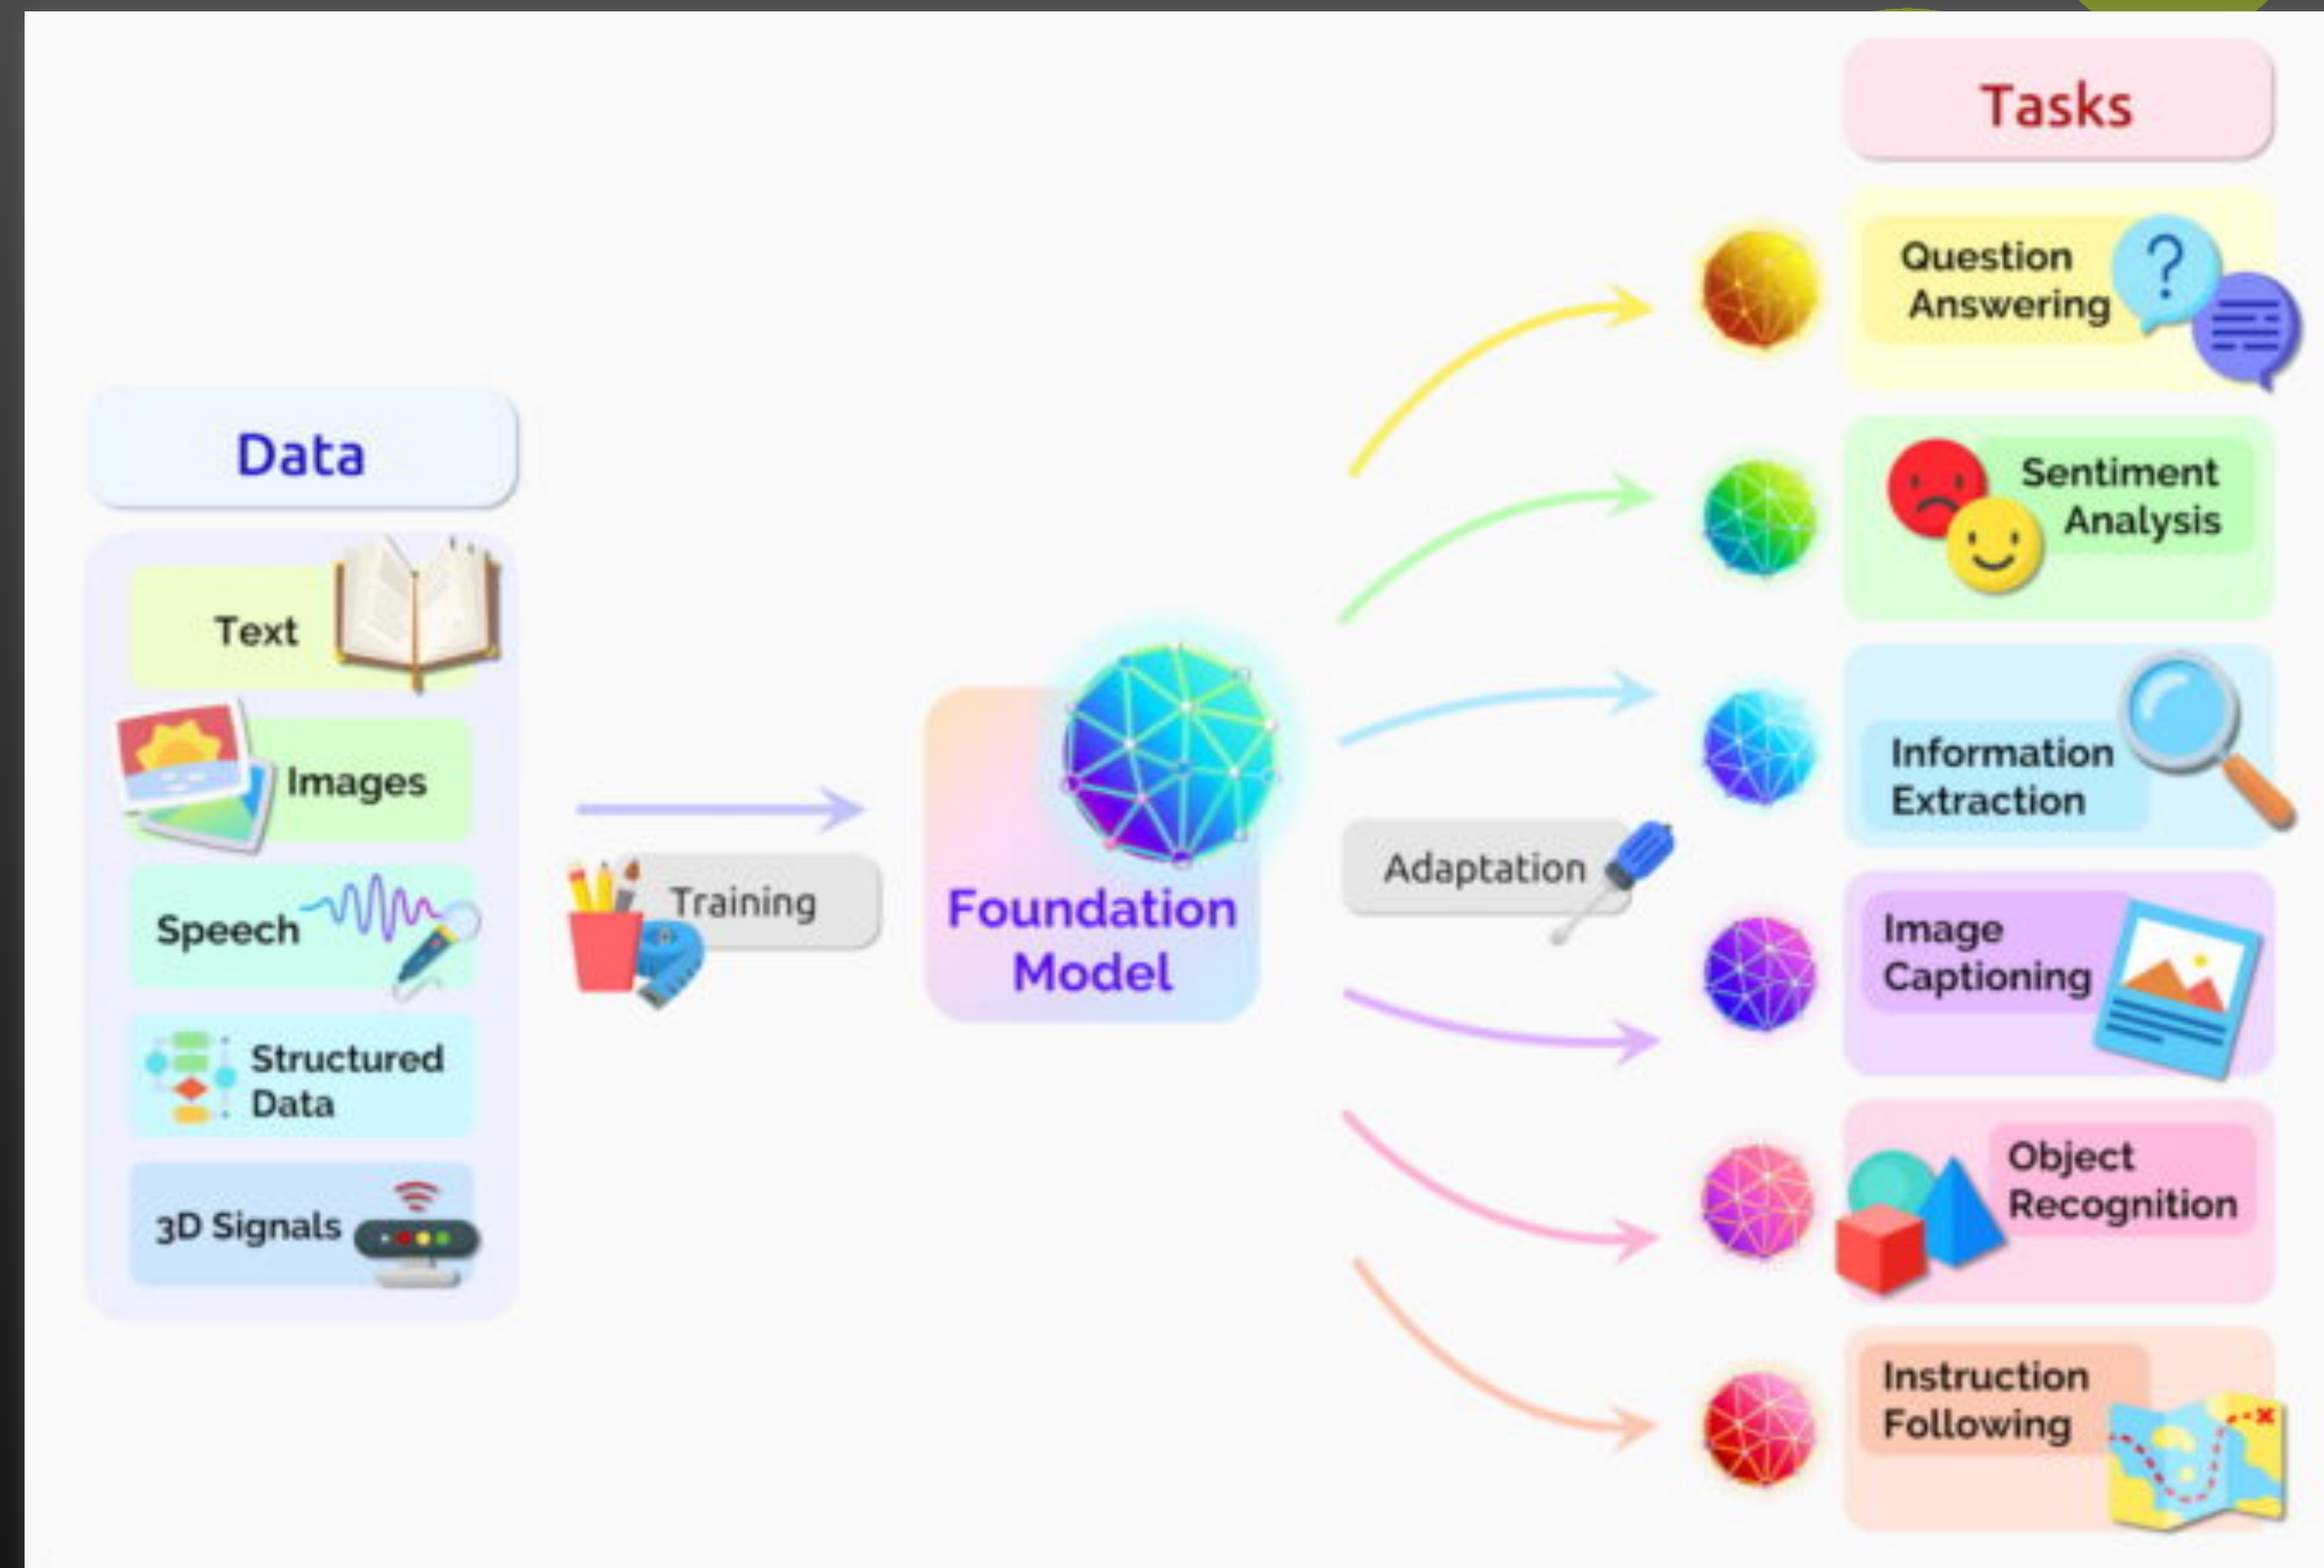 Data
Text
Images
Speech
Structured
Data
3D Signals
Training
Foundation
Model
Adaptation
Tasks
Question
Answering
?
Sentiment
Analysis
Information
Extraction
Image
Captioning
Object
Recognition
Instruction
Following